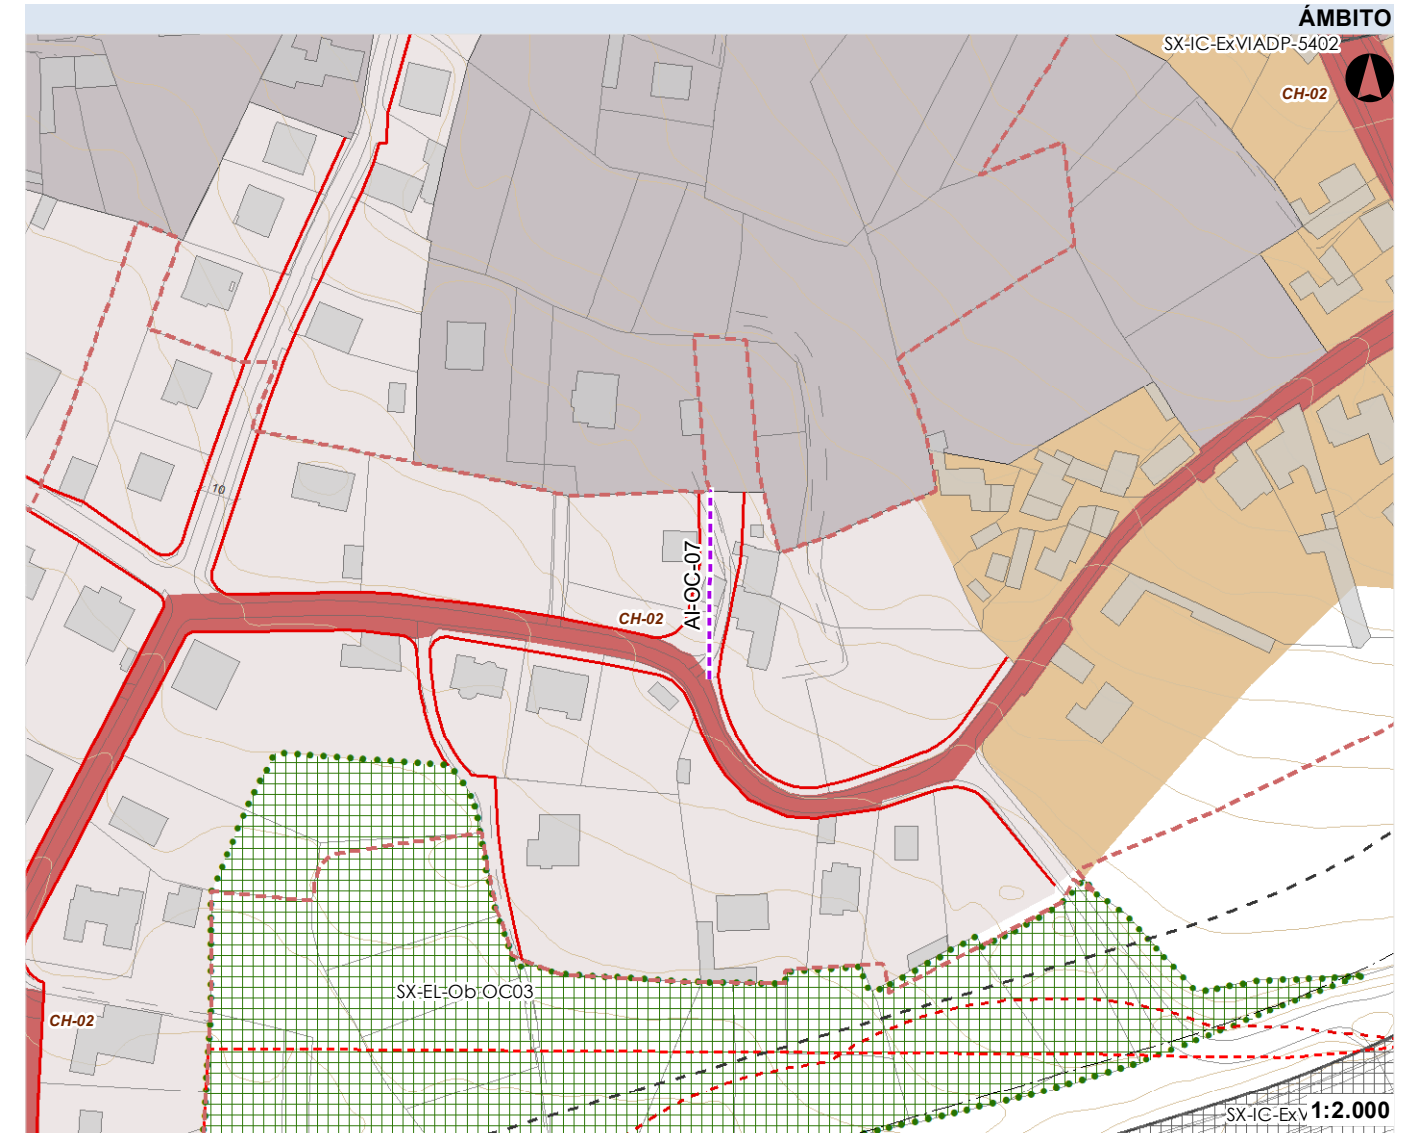 ÁMBITO
SX-IC-ExVIADP-5402
CH-02
10
AI-OC-07
CH-02
SX-EL-Ob OC03
CH-02
SX-IC-ExV
1:2.000